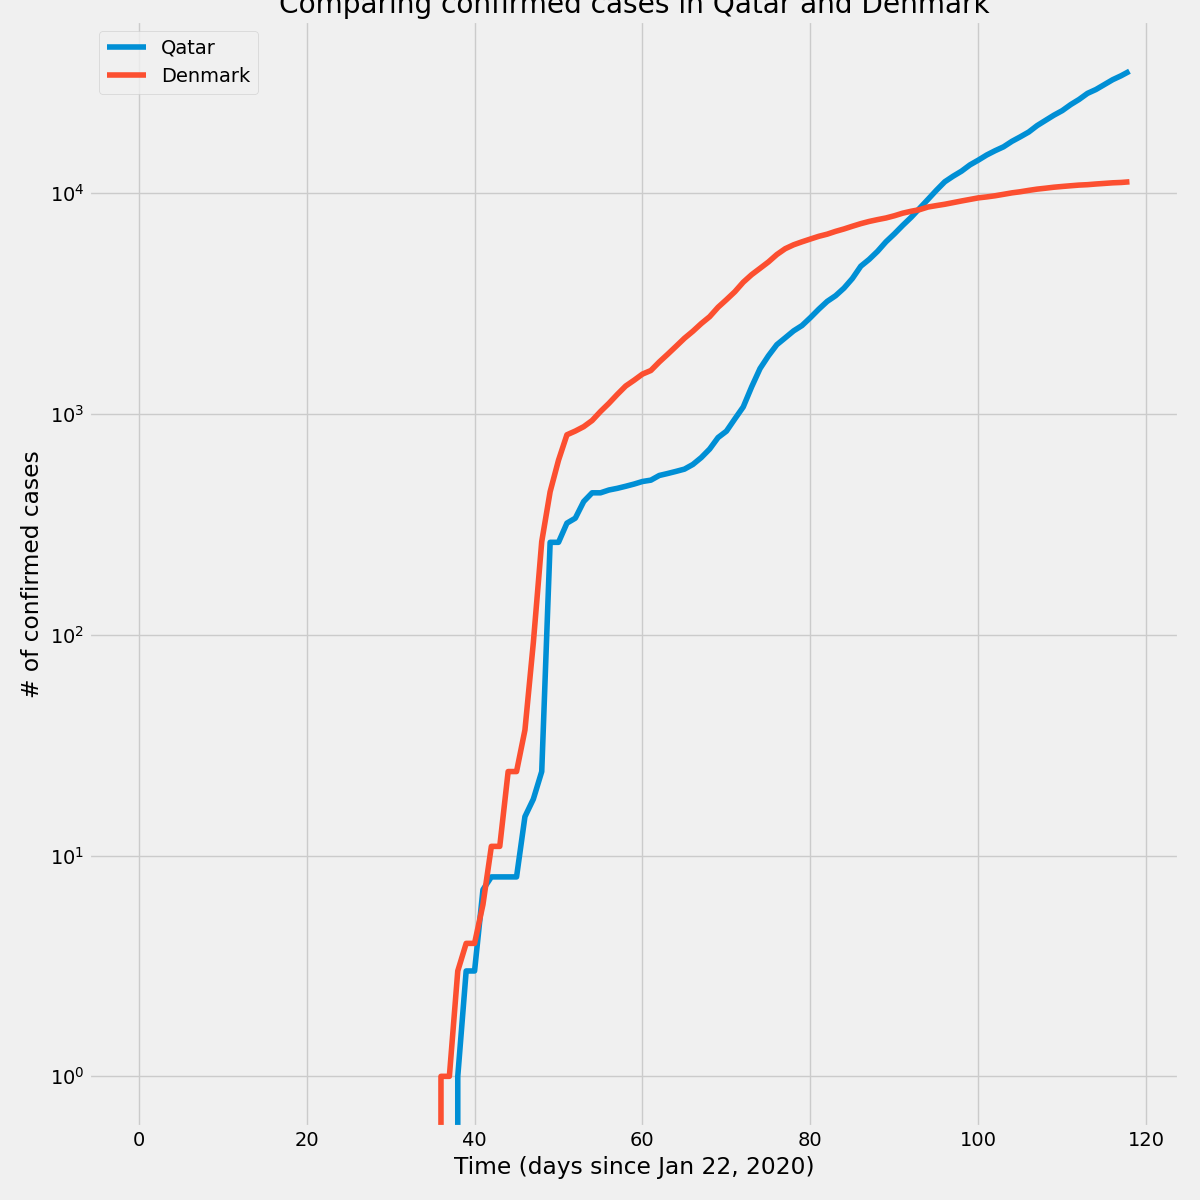 Comparing confirmed cases in Qatar and Denmark
Qatar
Denmark
# of confirmed cases
10⁴
10³
10²
10¹
10⁰
0 20 40 60 80 100 120
Time (days since Jan 22, 2020)